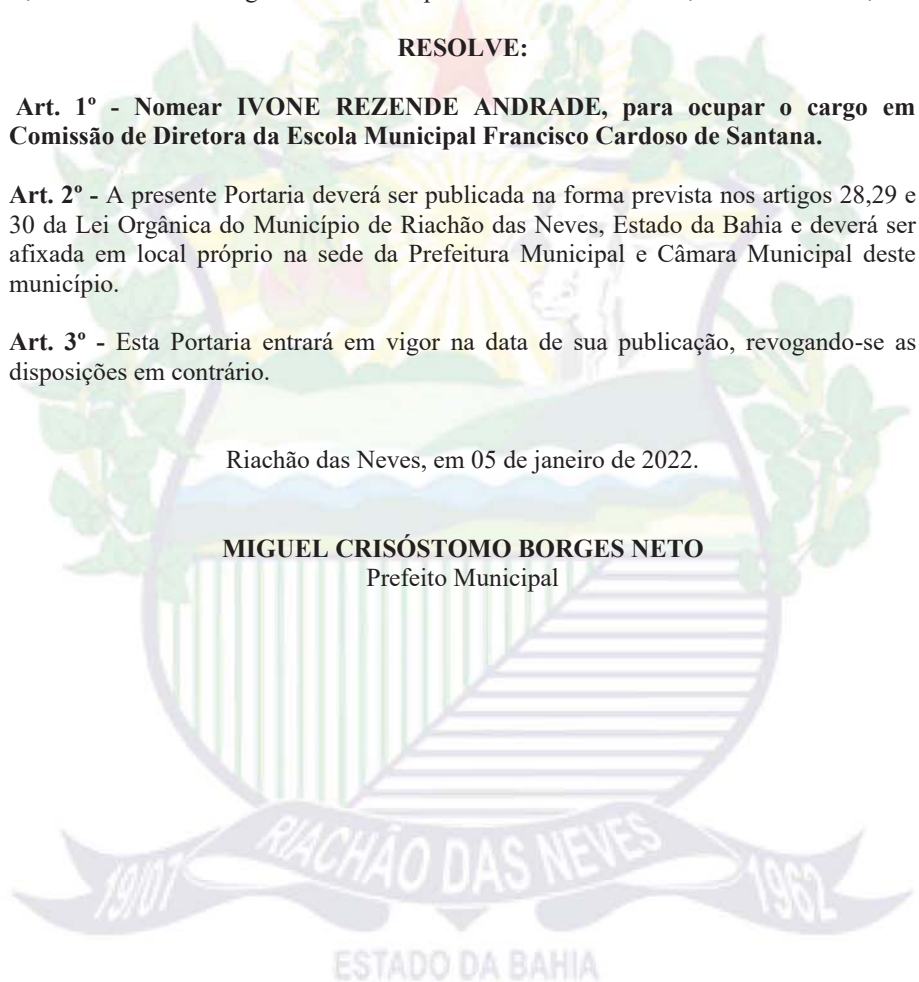 RESOLVE:
Art. 1º - Nomear IVONE REZENDE ANDRADE, para ocupar o cargo em
Comissão de Diretora da Escola Municipal Francisco Cardoso de Santana.
Art. 2º - A presente Portaria deverá ser publicada na forma prevista nos artigos 28,29 e
30 da Lei Orgânica do Município de Riachão das Neves, Estado da Bahia e deverá ser
afixada em local próprio na sede da Prefeitura Municipal e Câmara Municipal deste
município.
Art. 3º - Esta Portaria entrará em vigor na data de sua publicação, revogando-se as
disposições em contrário.
Riachão das Neves, em 05 de janeiro de 2022.
MIGUEL CRISÓSTOMO BORGES NETO
Prefeito Municipal
RIACHÃO DAS NEVES
19/07 1962
ESTADO DA BAHIA